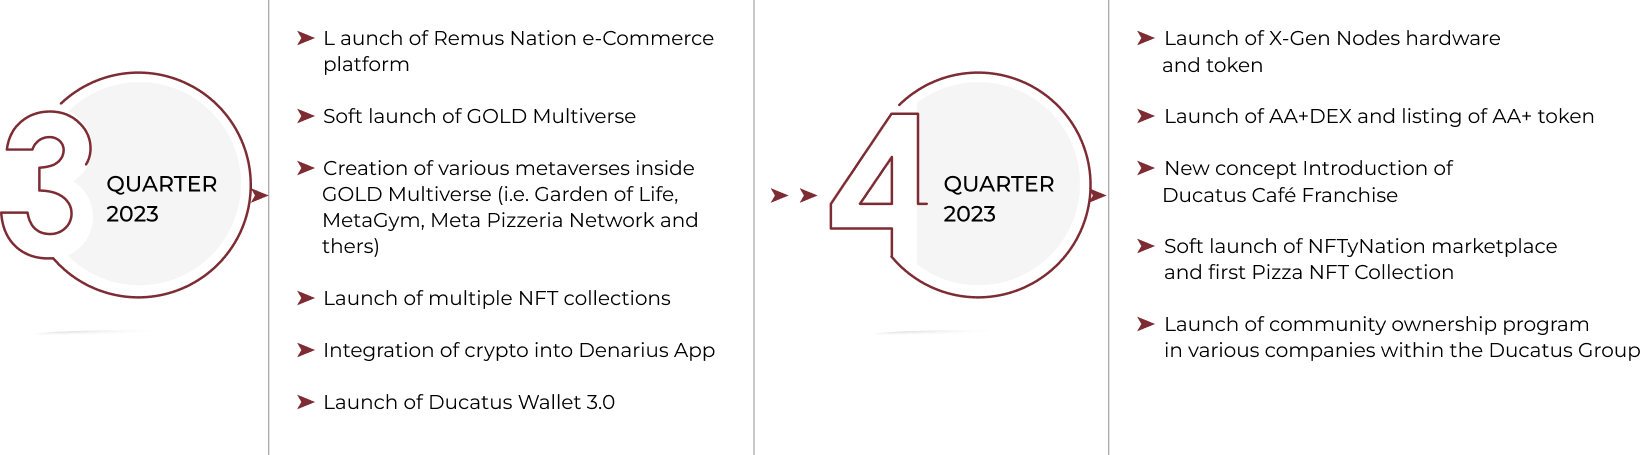 3
QUARTER
2023
L aunch of Remus Nation e-Commerce
platform
Soft launch of GOLD Multiverse
Creation of various metaverses inside
GOLD Multiverse (i.e. Garden of Life,
MetaGym, Meta Pizzeria Network and
thers)
Launch of multiple NFT collections
Integration of crypto into Denarius App
Launch of Ducatus Wallet 3.0
4
QUARTER
2023
Launch of X-Gen Nodes hardware
and token
Launch of AA+DEX and listing of AA+ token
New concept Introduction of
Ducatus Café Franchise
Soft launch of NFTyNation marketplace
and first Pizza NFT Collection
Launch of community ownership program
in various companies within the Ducatus Group